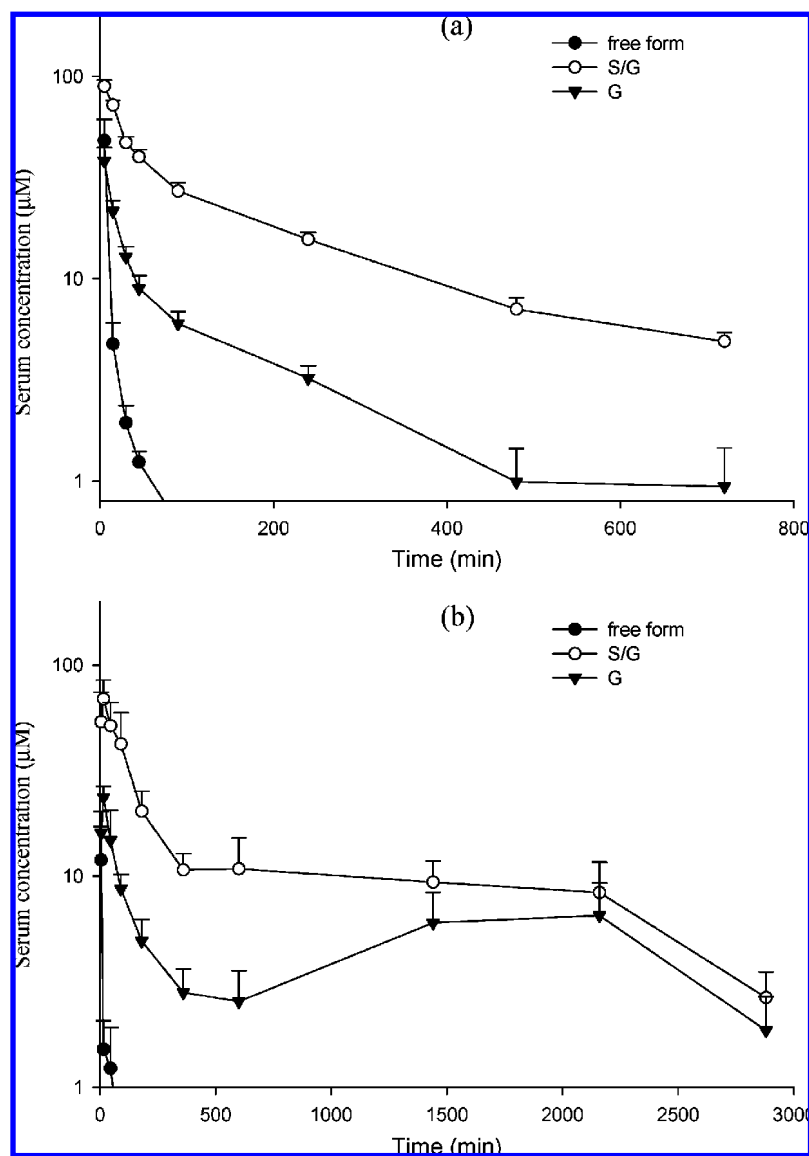 (a)
free form
S/G
G
100
10
1
Serum concentration (µM)
0 200 400 600 800
Time (min)
(b)
free form
S/G
G
100
10
1
Serum concentration (µM)
0 500 1000 1500 2000 2500 3000
Time (min)